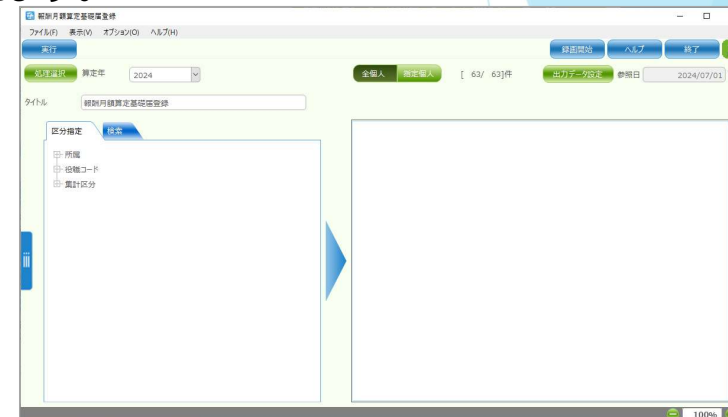 報酬月額算定基礎届登録
ファイル(F) 表示(V) オプション(O) ヘルプ(H)
実行 録画開始 ヘルプ 終了
処理選択 算定年 2024 全個人 指定個人 [ 63/ 63]件 出力データ設定 参照日 2024/07/01
タイトル 報酬月額算定基礎届登録
区分指定 検索
所属
役職コード
集計区分
100%